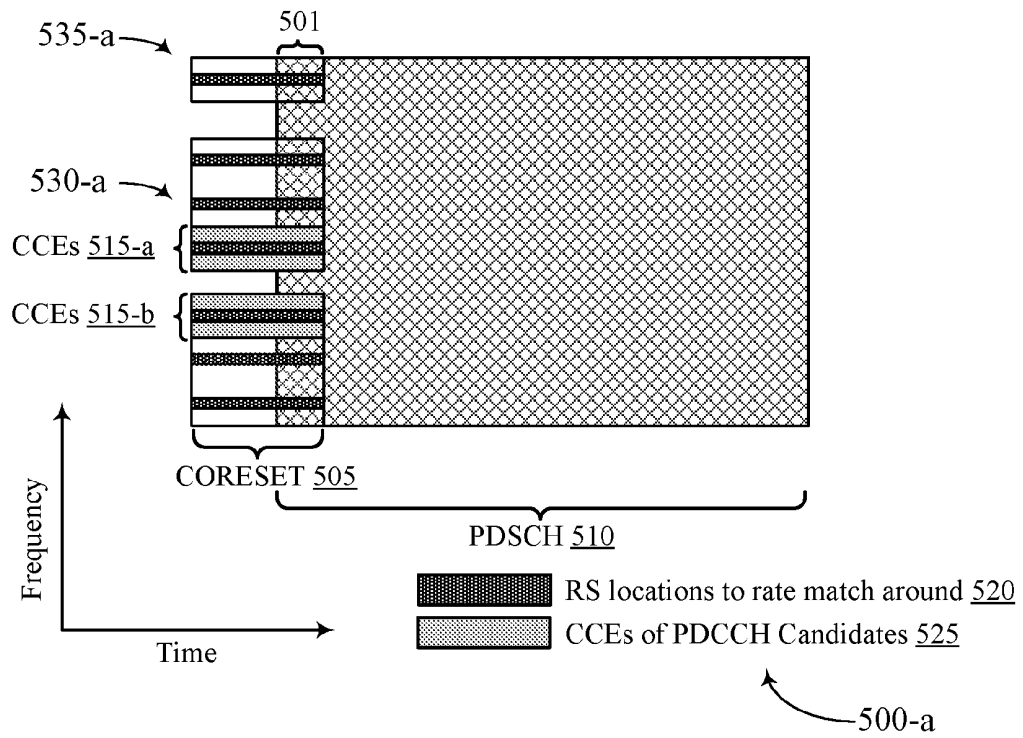 501
535-a
530-a
CCEs 515-a
CCEs 515-b
CORESET 505
PDSCH 510
Frequency
Time
RS locations to rate match around 520
CCEs of PDCCH Candidates 525
500-a